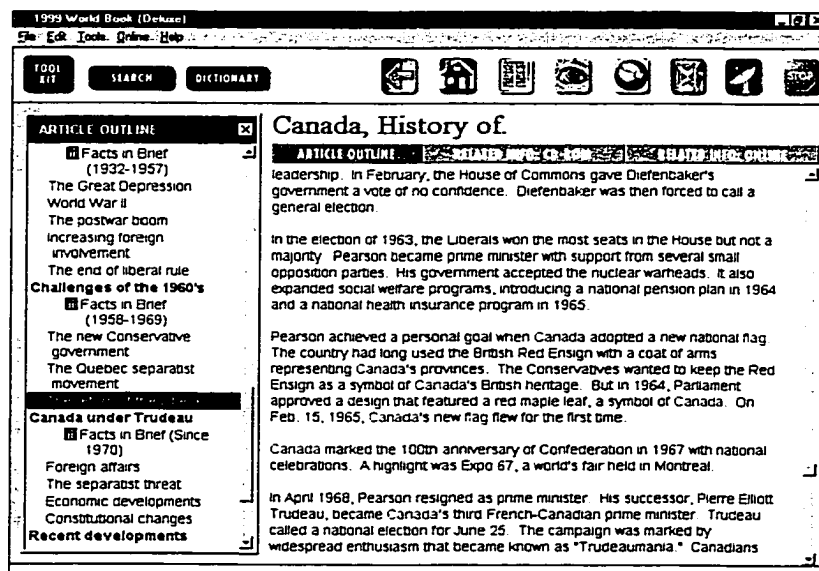 1999 World Book (Deluxe)
File Edit Tools Online Help
TOOL KIT
SEARCH
DICTIONARY
STOP
ARTICLE OUTLINE
Facts in Brief
(1932-1957)
The Great Depression
World War II
The postwar boom
Increasing foreign
involvement
The end of liberal rule
Challenges of the 1960's
Facts in Brief
(1958-1969)
The new Conservative
government
The Quebec separatist
movement
Canada under Trudeau
Facts in Brief (Since
1970)
Foreign affairs
The separatist threat
Economic developments
Constitutional changes
Recent developments
Canada, History of.
ARTICLE OUTLINE
RELATED INFO: CD-ROM
RELATED INFO: ONLINE
leadership. In February, the House of Commons gave Diefenbaker's
government a vote of no confidence. Diefenbaker was then forced to call a
general election.
In the election of 1963, the Liberals won the most seats in the House but not a
majority. Pearson became prime minister with support from several small
opposition parties. His government accepted the nuclear warheads. It also
expanded social welfare programs, introducing a national pension plan in 1964
and a national health insurance program in 1965.
Pearson achieved a personal goal when Canada adopted a new national flag.
The country had long used the British Red Ensign with a coat of arms
representing Canada's provinces. The Conservatives wanted to keep the Red
Ensign as a symbol of Canada's British heritage. But in 1964, Parliament
approved a design that featured a red maple leaf, a symbol of Canada. On
Feb. 15, 1965, Canada's new flag flew for the first time.
Canada marked the 100th anniversary of Confederation in 1967 with national
celebrations. A highlight was Expo 67, a world's fair held in Montreal.
In April 1968, Pearson resigned as prime minister. His successor, Pierre Elliott
Trudeau, became Canada's third French-Canadian prime minister. Trudeau
called a national election for June 25. The campaign was marked by
widespread enthusiasm that became known as "Trudeaumania." Canadians